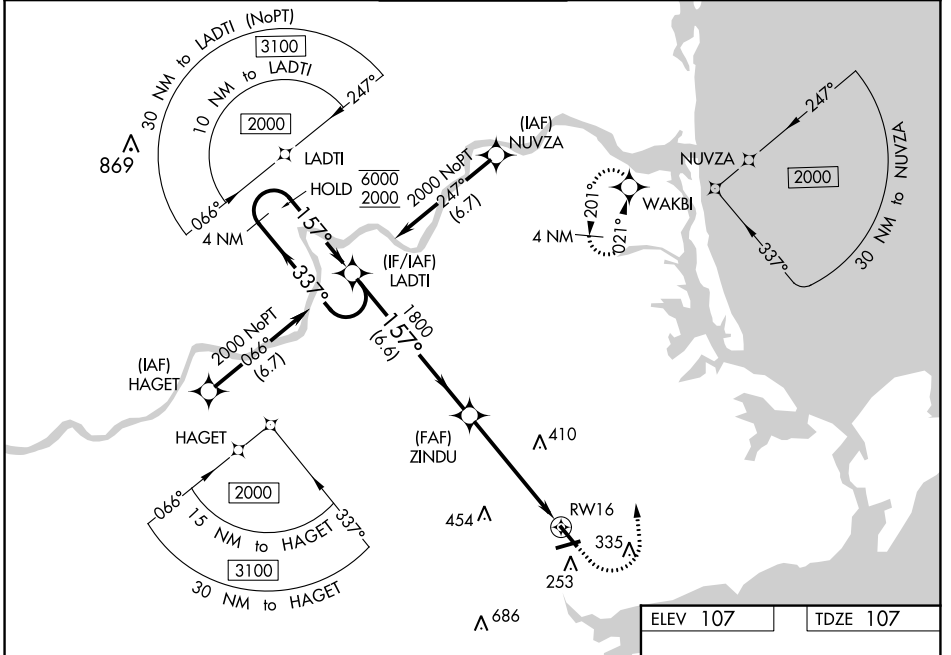 30 NM to LADTI (NoPT)
3100
10 NM to LADTI
2000
247°
066°
LADTI
869
HOLD
6000
2000
4 NM
157°
337°
(IF/IAF)
LADTI
(IAF)
NUVZA
2000 NoPT
247°
(6.7)
WAKBI
201°
021°
4 NM
NUVZA
247°
2000
337°
30 NM to NUVZA
(IAF)
HAGET
2000 NoPT
066°
(6.7)
1800
157°
(6.6)
(FAF)
ZINDU
410
HAGET
066°
2000
337°
15 NM to HAGET
3100
30 NM to HAGET
454
RW16
335
253
686
ELEV 107
TDZE 107